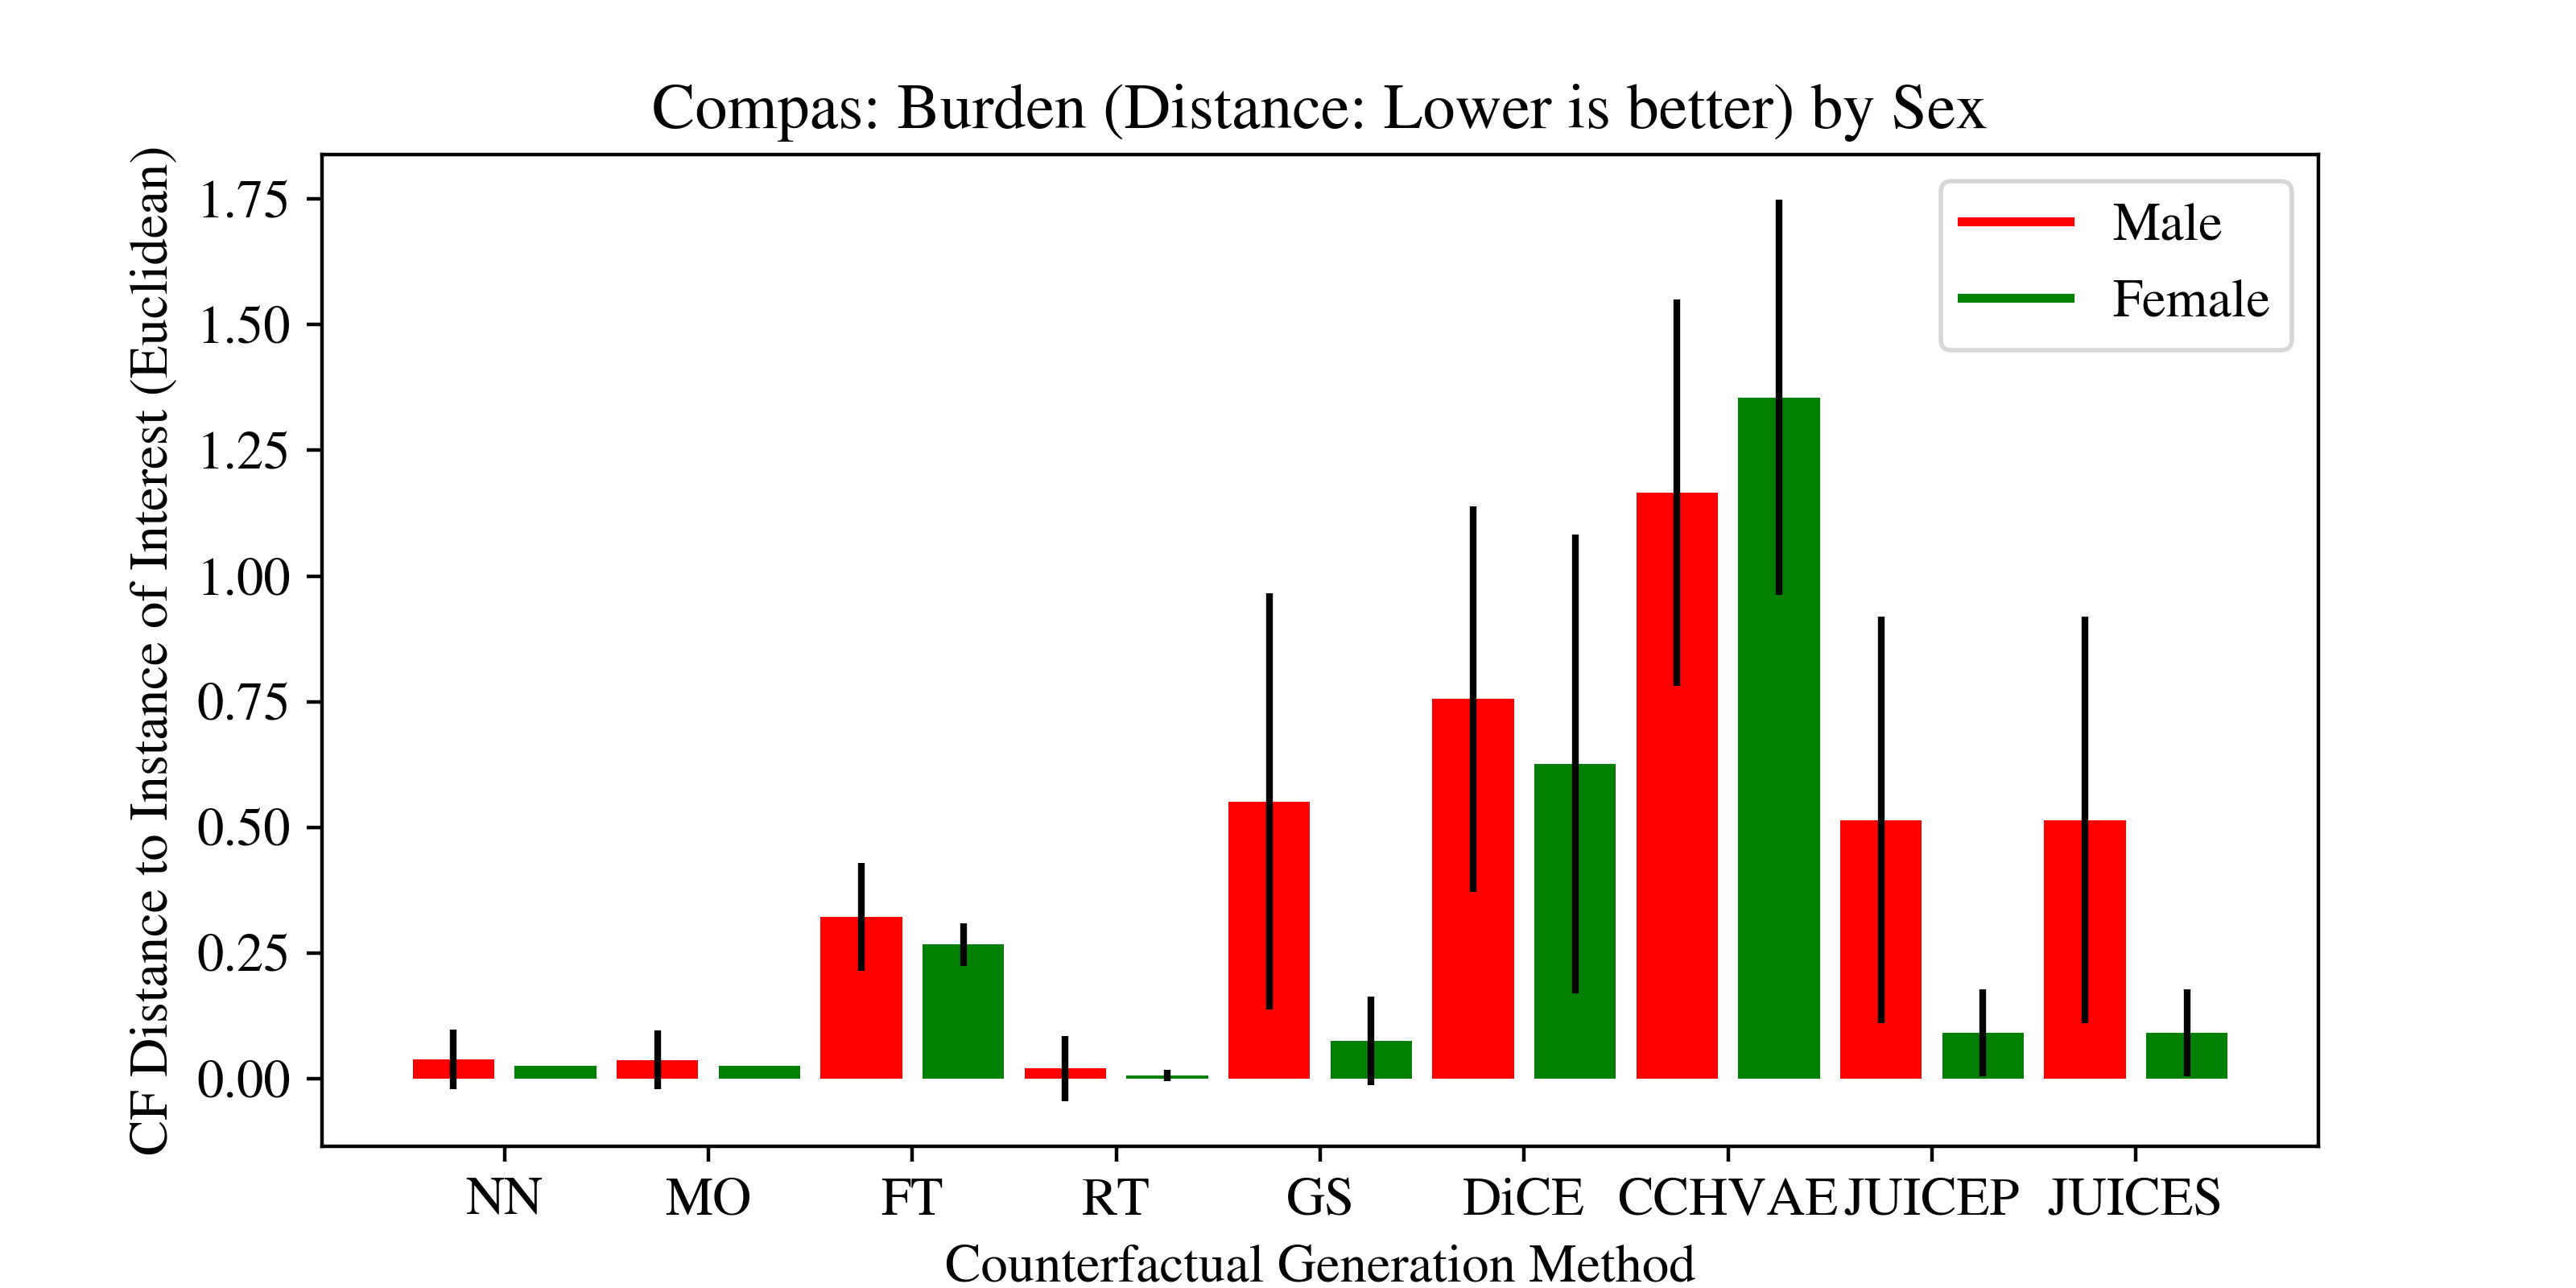 Compas: Burden (Distance: Lower is better) by Sex
CF Distance to Instance of Interest (Euclidean)
1.75
1.50
1.25
1.00
0.75
0.50
0.25
0.00
Male
Female
NN MO FT RT GS DiCE CCHVAE JUICEP JUICES
Counterfactual Generation Method